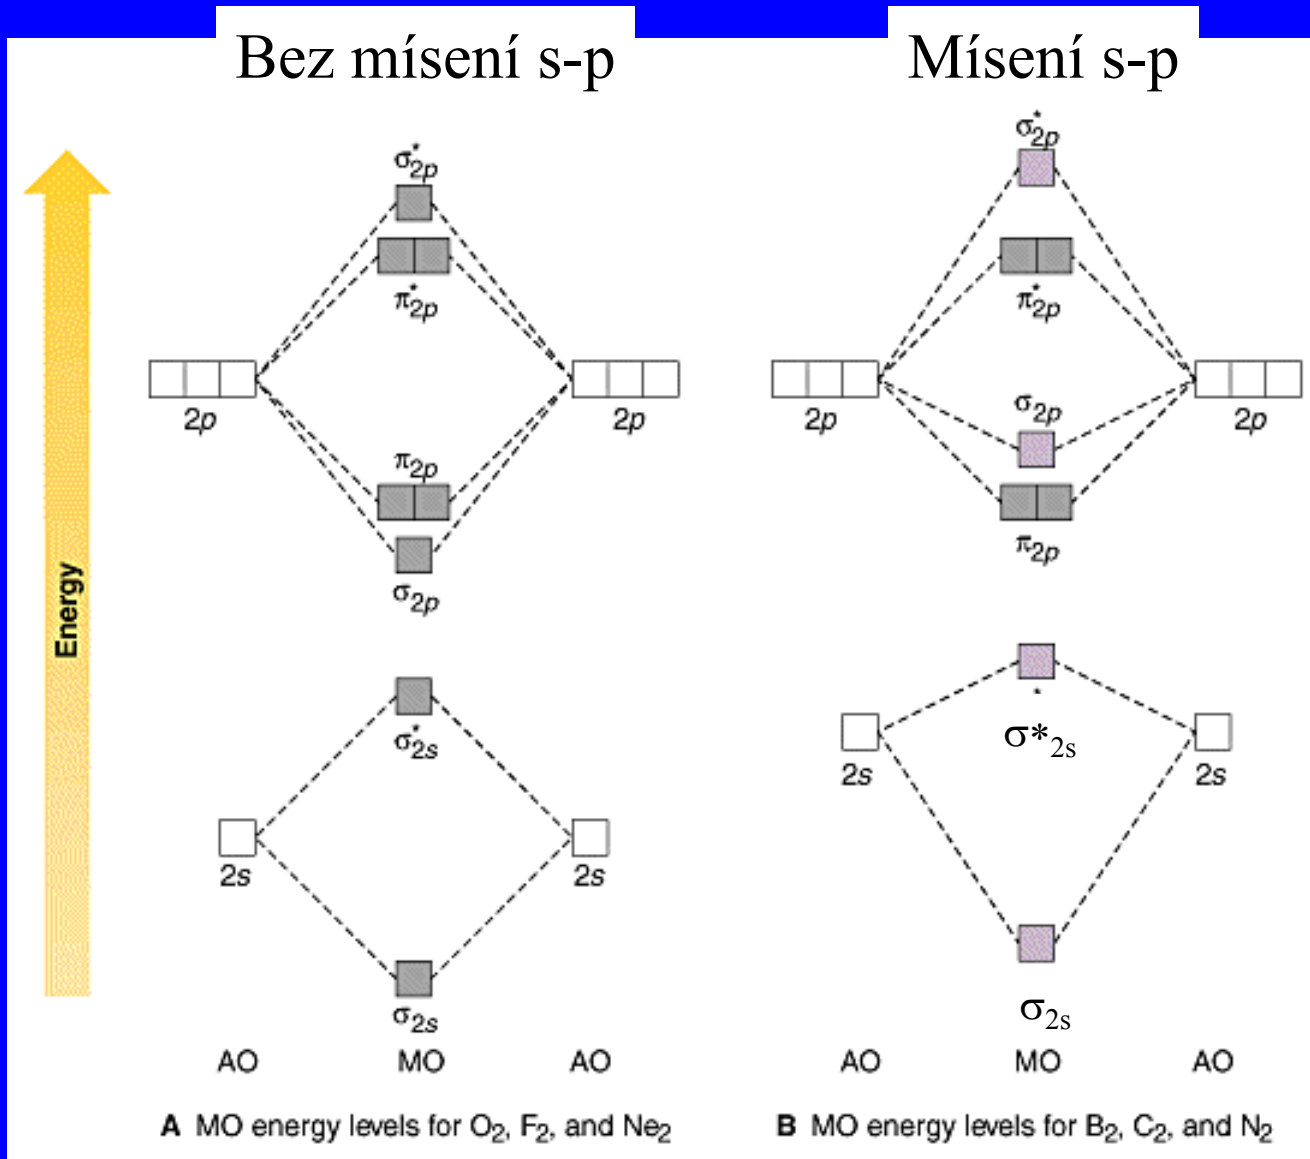 Bez mísení s-p
Mísení s-p
Energy
σ*2p
π*2p
2p
2p
π2p
σ2p
σ*2s
2s
2s
σ2s
AO
MO
AO
A MO energy levels for O2, F2, and Ne2
σ*2p
π*2p
2p
σ2p
2p
π2p
*
σ*2s
2s
2s
σ2s
AO
MO
AO
B MO energy levels for B2, C2, and N2